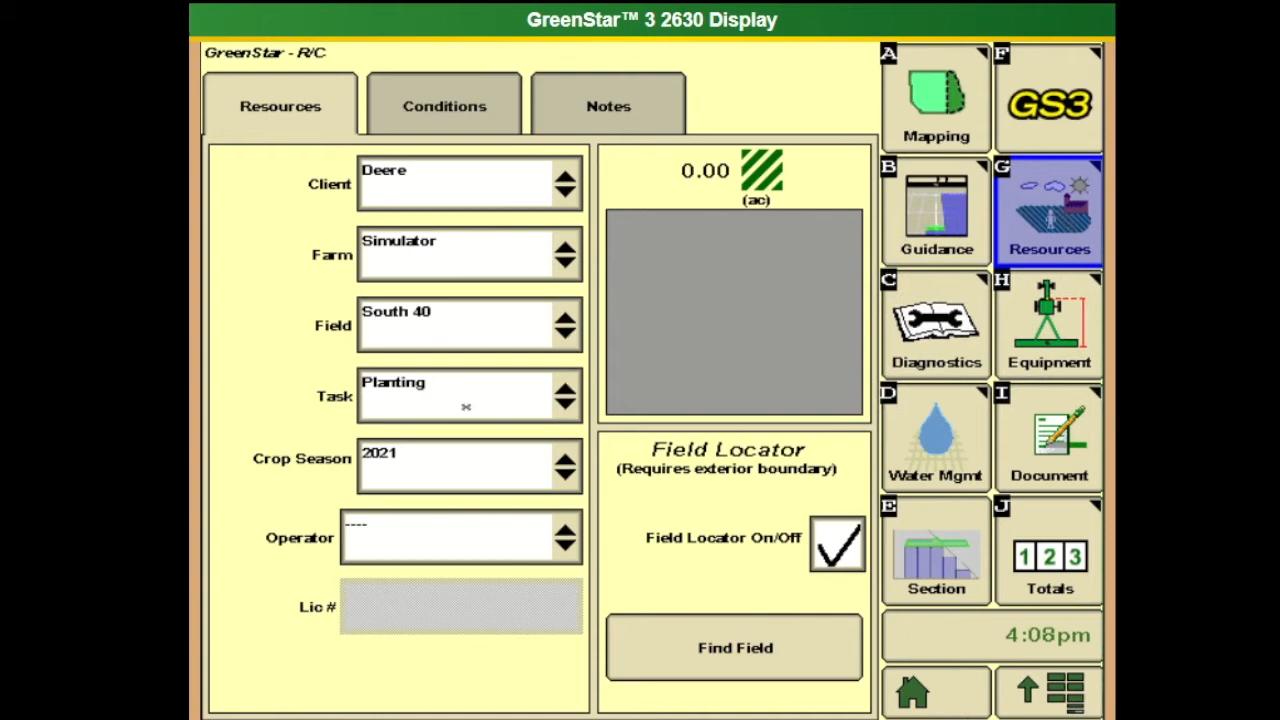 GreenStar™ 3 2630 Display
GreenStar - R/C
Resources
Conditions
Notes
Client
Deere
Farm
Simulator
Field
South 40
Task
Planting
Crop Season
2021
Operator
----
Lic #
0.00
(ac)
Field Locator
(Requires exterior boundary)
Field Locator On/Off
Find Field
A
Mapping
F
GS3
B
Guidance
G
Resources
C
Diagnostics
H
Equipment
D
Water Mgmt
I
Document
E
Section
J
1 2 3
Totals
4:08pm